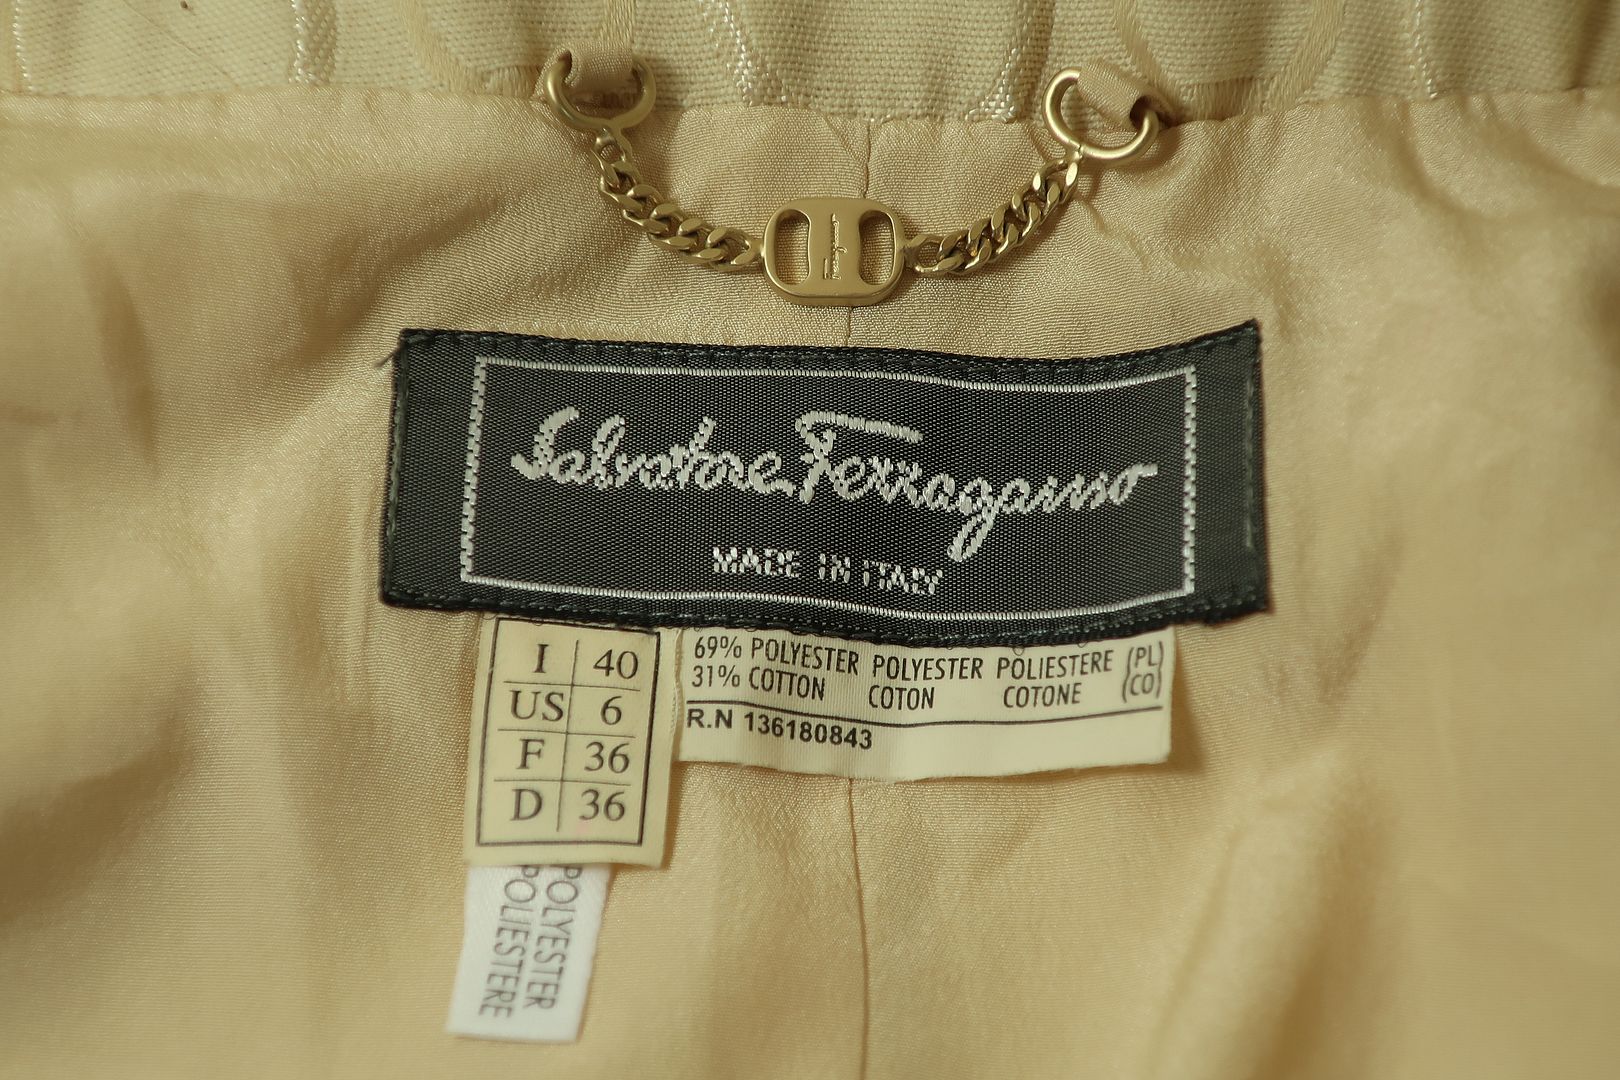 Ferragamo
Salvatore Ferragamo
MADE IN ITALY
I 40
US 6
F 36
D 36
69% POLYESTER POLYESTER POLIESTERE (PL)
31% COTTON COTON COTONE (CO)
R.N 136180843
POLYESTER
POLIESTERE